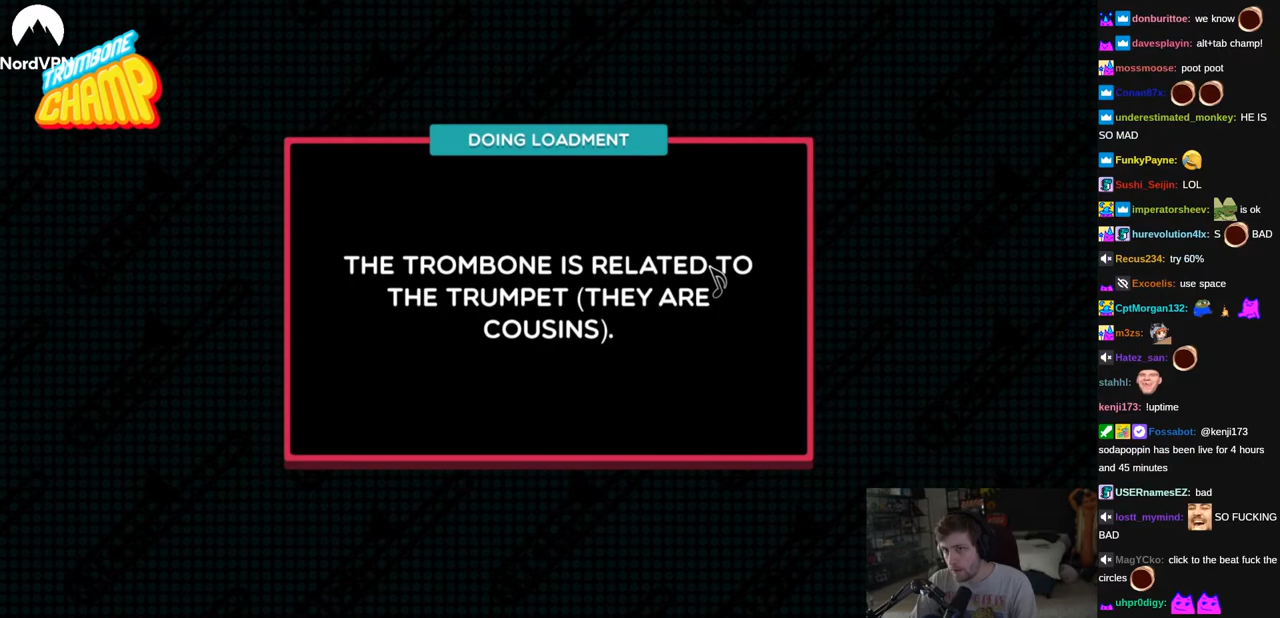 NordVPN
TROMBONE
CHAMP
DOING LOADMENT
THE TROMBONE IS RELATED TO
THE TRUMPET (THEY ARE
COUSINS).
donburittoe: we know
davesplayin: alt+tab champ!
mossmoose: poot poot
Conan87x:
underestimated_monkey: HE IS
SO MAD
FunkyPayne:
Sushi_Seijin: LOL
imperatorsheev: is ok
hurevolution4lx: S BAD
Recus234: try 60%
Excoelis: use space
CptMorgan132:
m3zs:
Hatez_san:
stahhl:
kenji173: !uptime
Fossabot: @kenji173
sodapoppin has been live for 4 hours
and 45 minutes
USERnamesEZ: bad
lostt_mymind: SO FUCKING
BAD
MagYCko: click to the beat fuck the
circles
uhpr0digy: